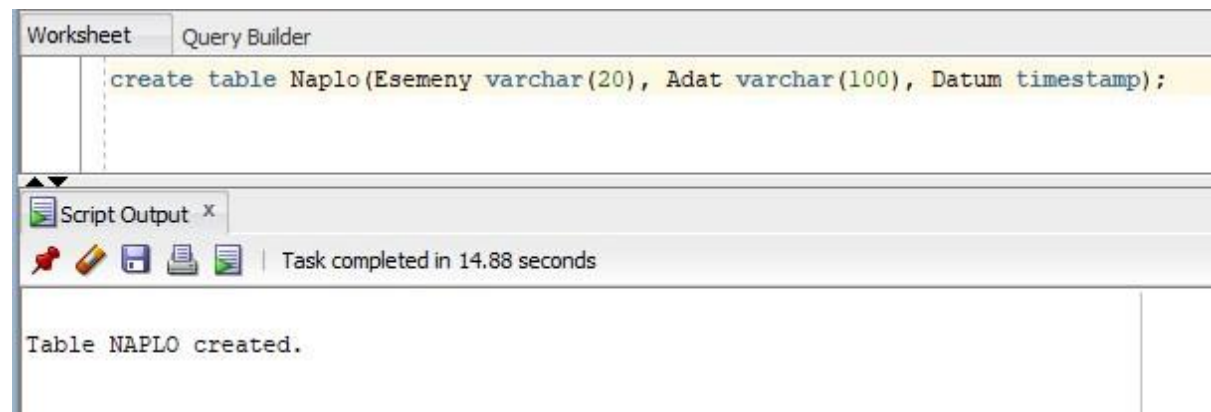 Worksheet Query Builder
create table Naplo(Esemeny varchar(20), Adat varchar(100), Datum timestamp);
Script Output x
Task completed in 14.88 seconds
Table NAPLO created.